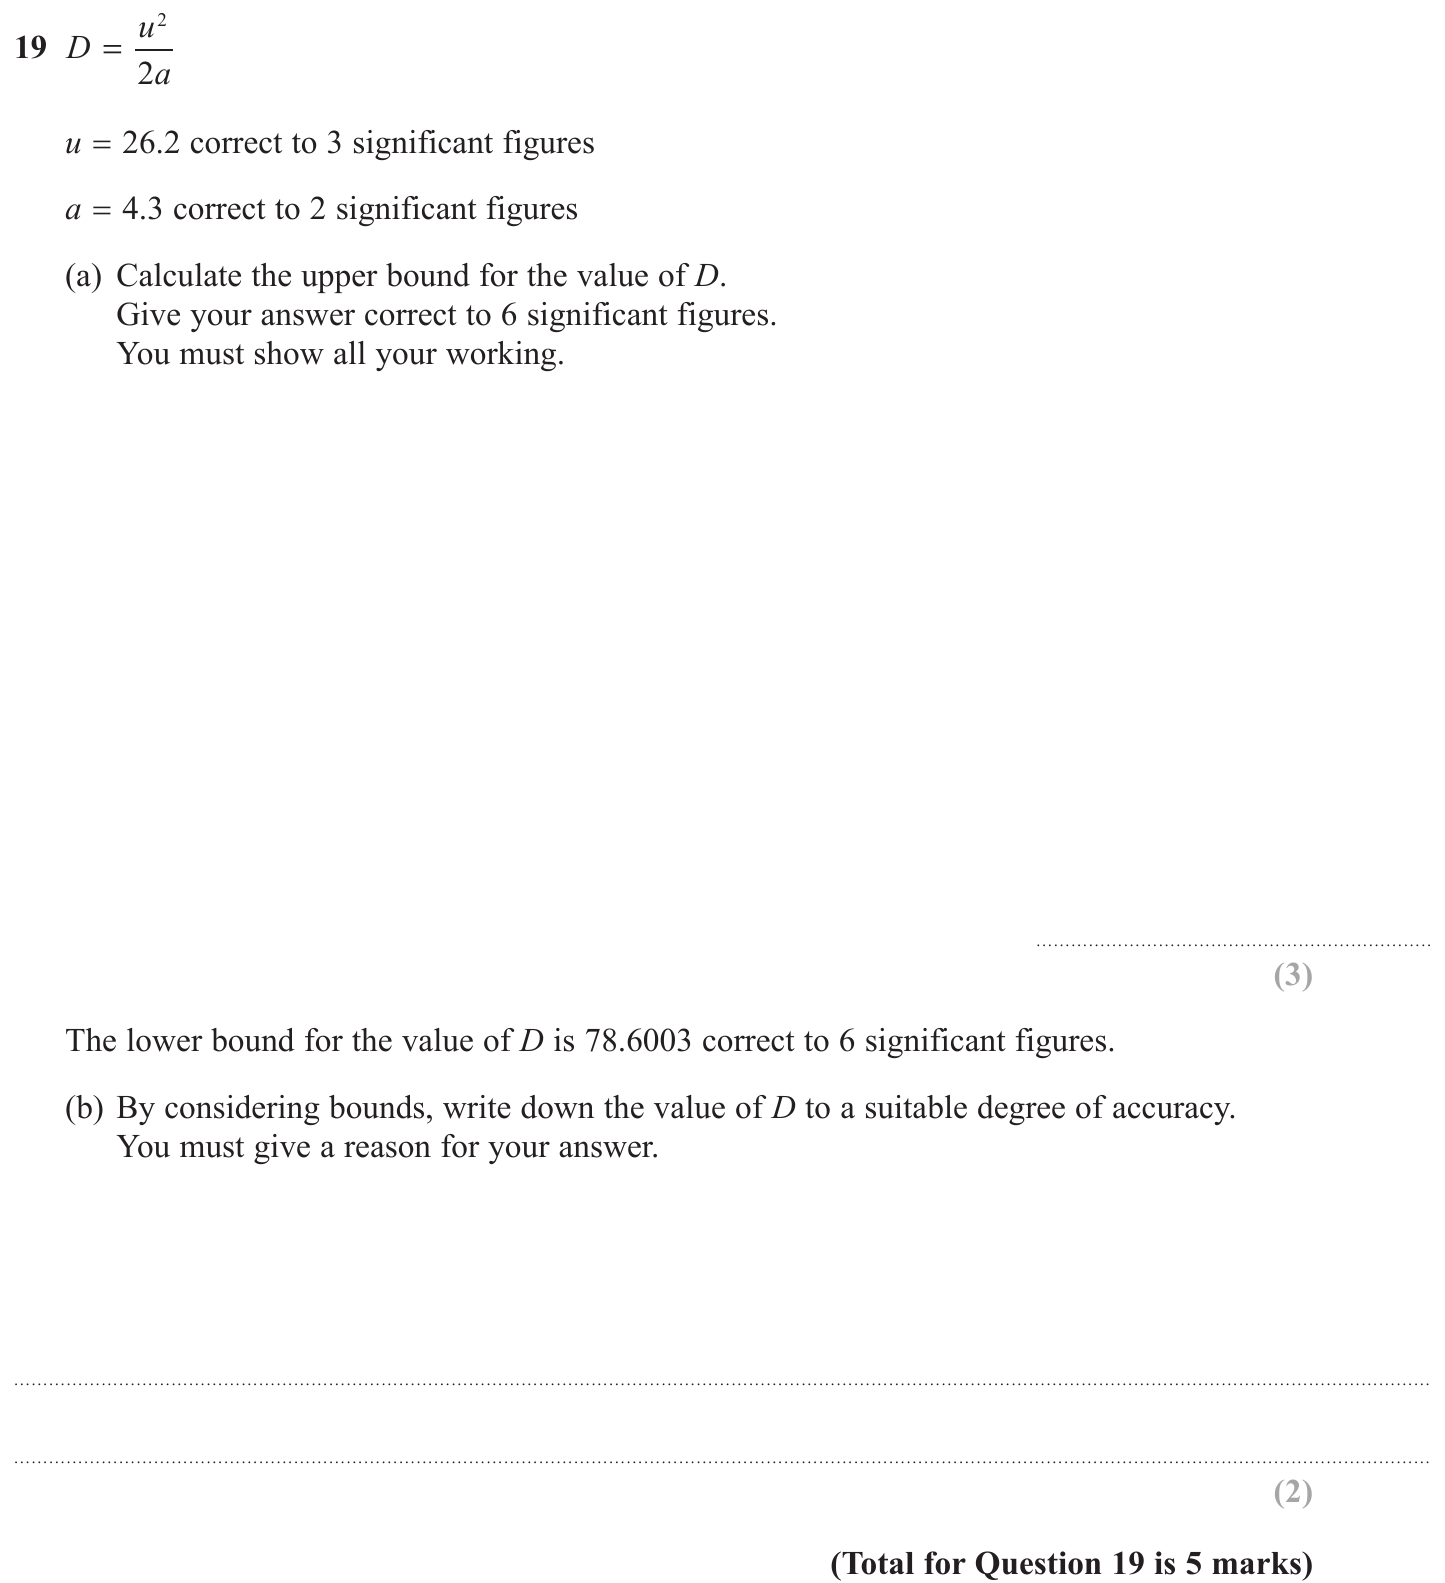 19 D = u²/2a
u = 26.2 correct to 3 significant figures
a = 4.3 correct to 2 significant figures
(a) Calculate the upper bound for the value of D.
Give your answer correct to 6 significant figures.
You must show all your working.
(3)
The lower bound for the value of D is 78.6003 correct to 6 significant figures.
(b) By considering bounds, write down the value of D to a suitable degree of accuracy.
You must give a reason for your answer.
(2)
(Total for Question 19 is 5 marks)